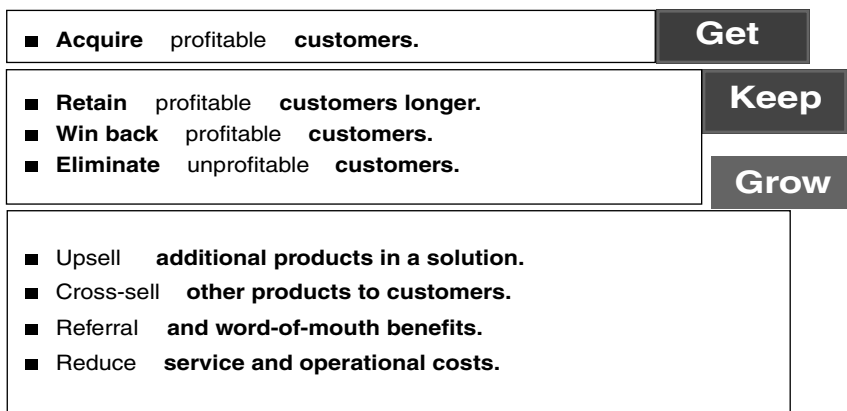 ■ Acquire profitable customers.
Get
■ Retain profitable customers longer.
■ Win back profitable customers.
■ Eliminate unprofitable customers.
Keep
Grow
■ Upsell additional products in a solution.
■ Cross-sell other products to customers.
■ Referral and word-of-mouth benefits.
■ Reduce service and operational costs.